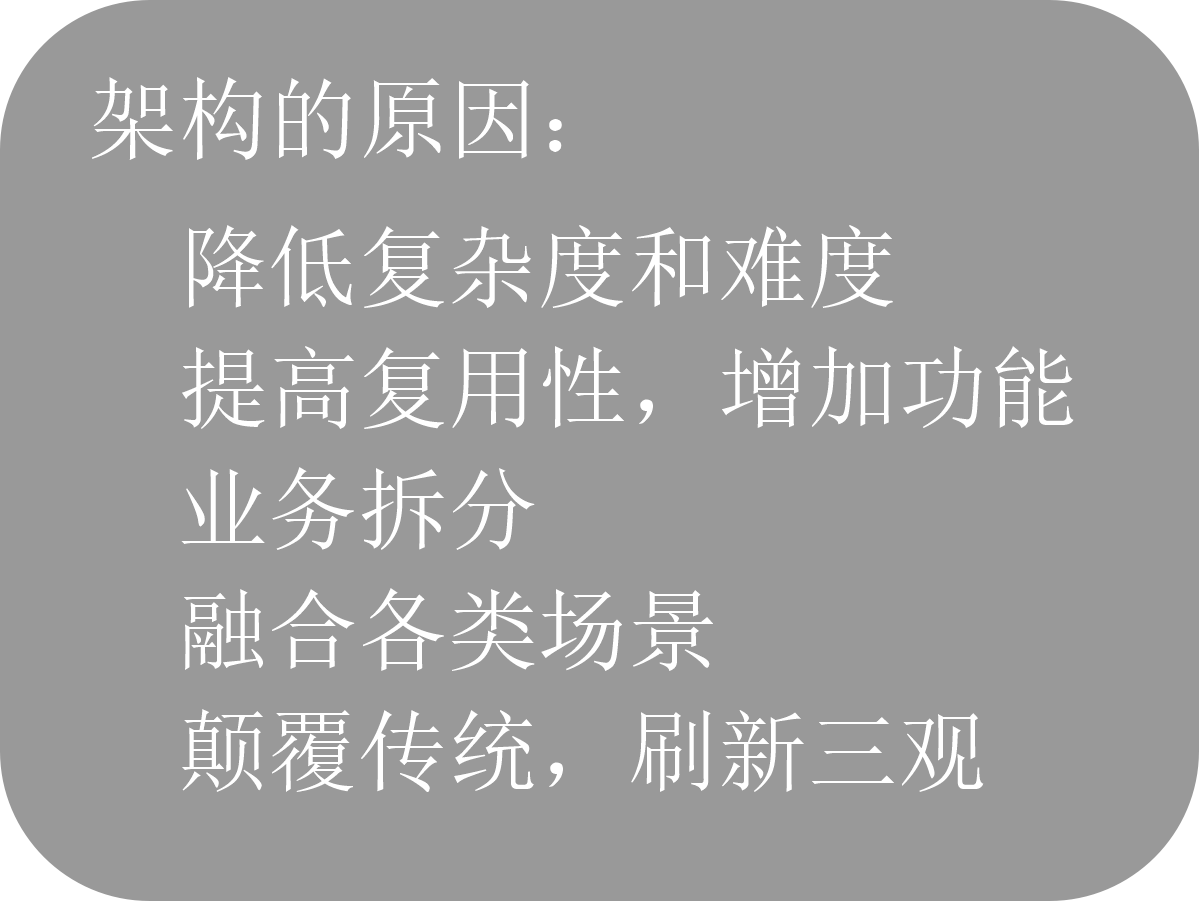 架构的原因：
降低复杂度和难度
提高复用性，增加功能
业务拆分
融合各类场景
颠覆传统，刷新三观